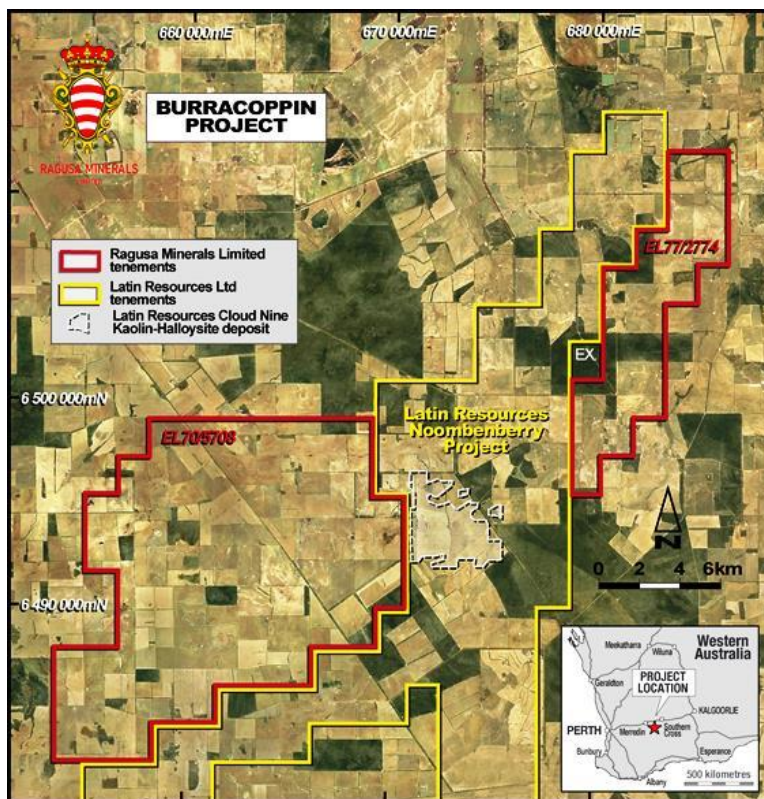 660 000mE
670 000mE
680 000mE
BURRACOPPIN
PROJECT
RAGUSA MINERALS
LIMITED
Ragusa Minerals Limited
tenements
Latin Resources Ltd
tenements
Latin Resources Cloud Nine
Kaolin-Halloysite deposit
EL77/2774
EX.
6 500 000mN
Latin Resources
Noombenberry
Project
EL70/5708
N
0 2 4 6km
6 490 000mN
Western
Australia
Meekatharra
Wiluna
Geraldton
PROJECT
LOCATION
KALGOORLIE
PERTH
Merredin
Southern
Cross
Bunbury
Esperance
Albany
500 kilometres